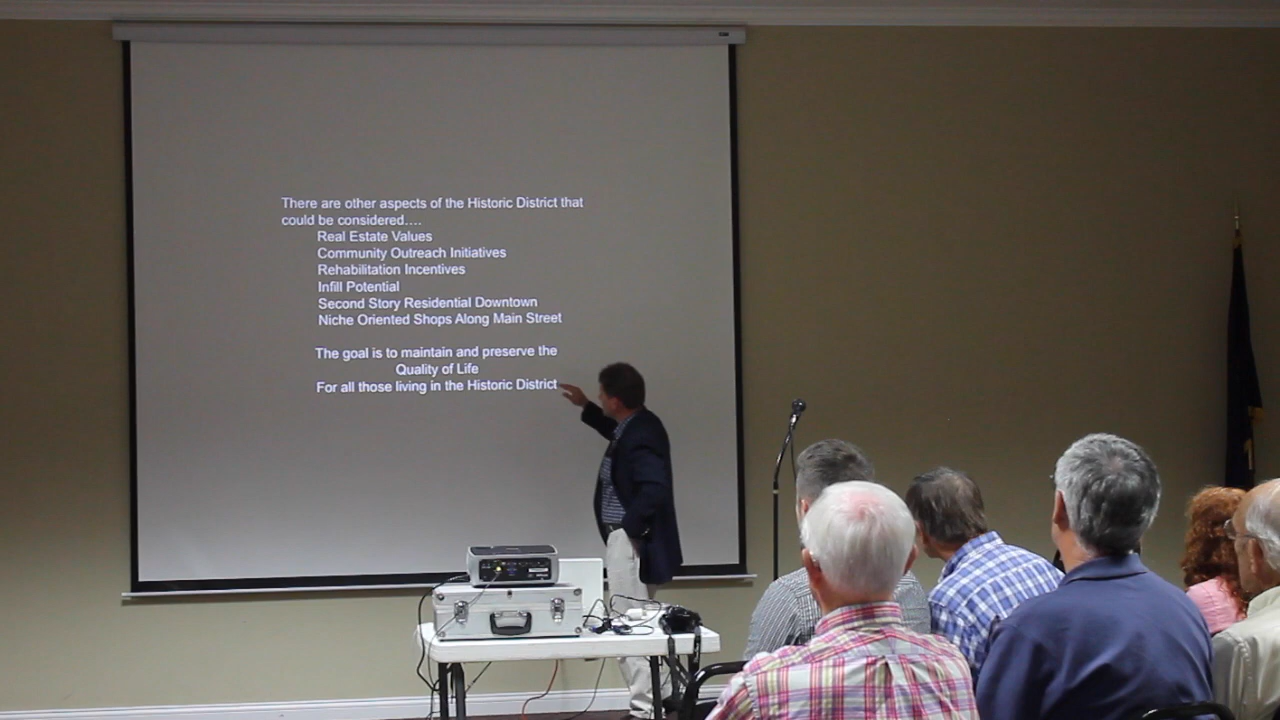 There are other aspects of the Historic District that
could be considered....
Real Estate Values
Community Outreach Initiatives
Rehabilitation Incentives
Infill Potential
Second Story Residential Downtown
Niche Oriented Shops Along Main Street
The goal is to maintain and preserve the
Quality of Life
For all those living in the Historic District